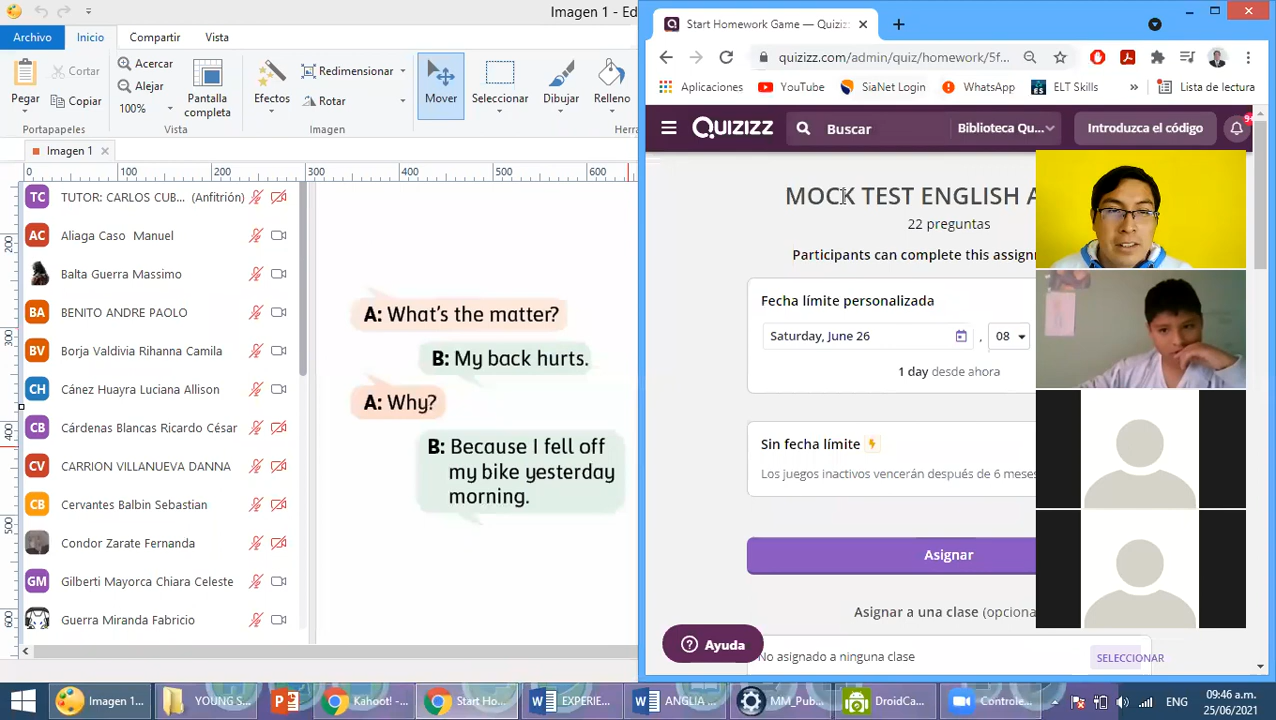 Imagen 1 - Ed
Archivo
Inicio
Compartir
Vista
Pegar
Cortar
Copiar
Portapapeles
Acercar
Alejar
100%
Pantalla
completa
Vista
Efectos
Redimensionar
Rotar
Imagen
Mover
Seleccionar
Dibujar
Relleno
Herra
Imagen 1
0
300
400
500
600
200
300
400
500
600
TC TUTOR: CARLOS CUB... (Anfitrión)
AC Aliaga Caso Manuel
Balta Guerra Massimo
BA BENITO ANDRE PAOLO
BV Borja Valdivia Rihanna Camila
CH Cánez Huayra Luciana Allison
CB Cárdenas Blancas Ricardo César
CV CARRION VILLANUEVA DANNA
CB Cervantes Balbin Sebastian
Condor Zarate Fernanda
GM Gilberti Mayorca Chiara Celeste
Guerra Miranda Fabricio
A: What's the matter?
B: My back hurts.
A: Why?
B: Because I fell off
my bike yesterday
morning.
Start Homework Game — Quizizz
quizizz.com/admin/quiz/homework/5f...
Aplicaciones
YouTube
SiaNet Login
WhatsApp
ELT Skills
»
Lista de lectura
QUIZIZZ
Buscar
Biblioteca Qu...
Introduzca el código
9+
MOCK TEST ENGLISH A
22 preguntas
Participants can complete this assignm
Fecha límite personalizada
Saturday, June 26 , 08
1 day desde ahora
Sin fecha límite
Los juegos inactivos vencerán después de 6 meses
Asignar
Asignar a una clase (opciona
No asignado a ninguna clase
SELECCIONAR
Ayuda
Imagen 1...
YOUNG S...
Kahoot! -...
Start Ho...
EXPERIE...
ANGLIA ...
MM_Pub...
DroidCa...
Controle...
ENG
09:46 a.m.
25/06/2021